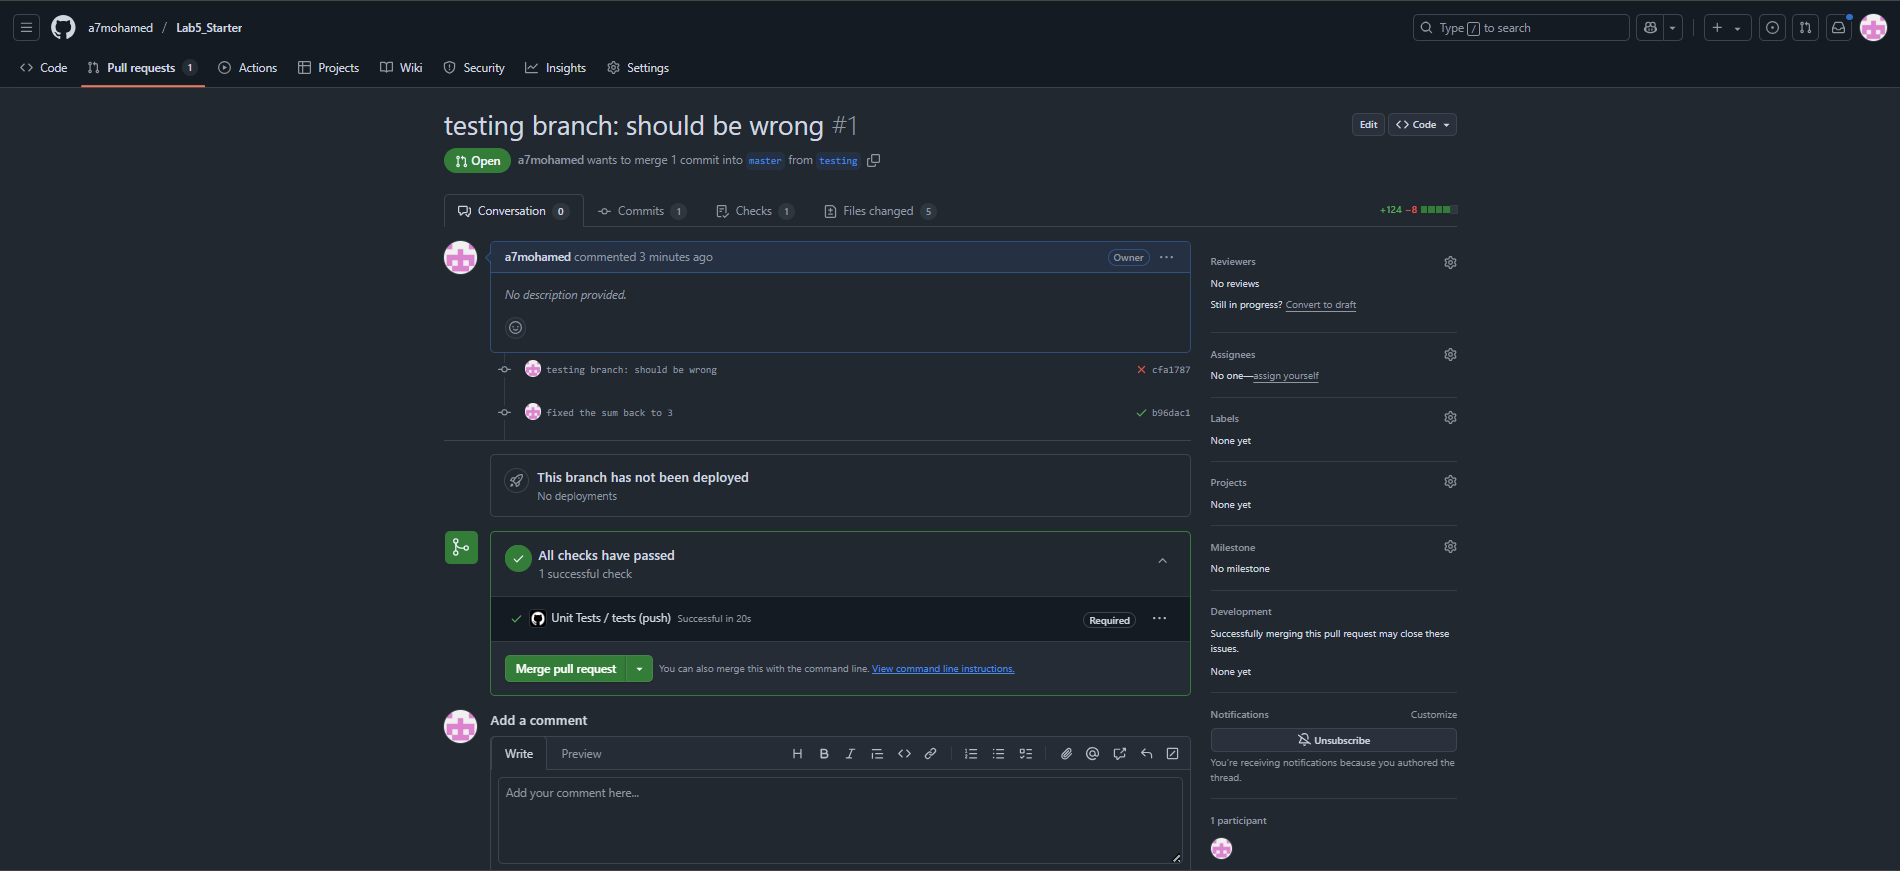 a7mohamed / Lab5_Starter
Type / to search
Code
Pull requests 1
Actions
Projects
Wiki
Security
Insights
Settings
testing branch: should be wrong #1
Edit
<> Code
Open
a7mohamed wants to merge 1 commit into master from testing
Conversation 0
Commits 1
Checks 1
Files changed 5
+124 −8
a7mohamed commented 3 minutes ago
Owner
No description provided.
testing branch: should be wrong
cfa1787
fixed the sum back to 3
b96dac1
This branch has not been deployed
No deployments
All checks have passed
1 successful check
Unit Tests / tests (push) Successful in 20s
Required
Merge pull request
You can also merge this with the command line. View command line instructions.
Add a comment
Write
Preview
H B I
Add your comment here...
Reviewers
No reviews
Still in progress? Convert to draft
Assignees
No one—assign yourself
Labels
None yet
Projects
None yet
Milestone
No milestone
Development
Successfully merging this pull request may close these
issues.
None yet
Notifications
Customize
Unsubscribe
You're receiving notifications because you authored the
thread.
1 participant